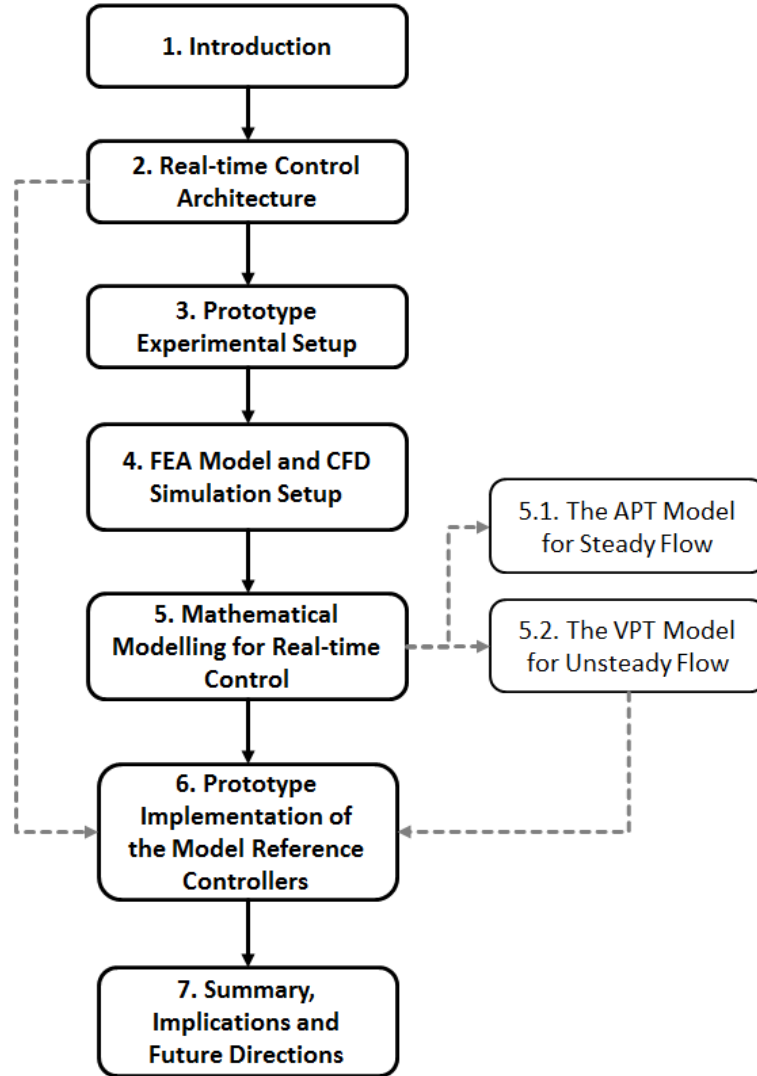 1. Introduction
2. Real-time Control
Architecture
3. Prototype
Experimental Setup
4. FEA Model and CFD
Simulation Setup
5.1. The APT Model
for Steady Flow
5. Mathematical
Modelling for Real-time
Control
5.2. The VPT Model
for Unsteady Flow
6. Prototype
Implementation of
the Model Reference
Controllers
7. Summary,
Implications and
Future Directions